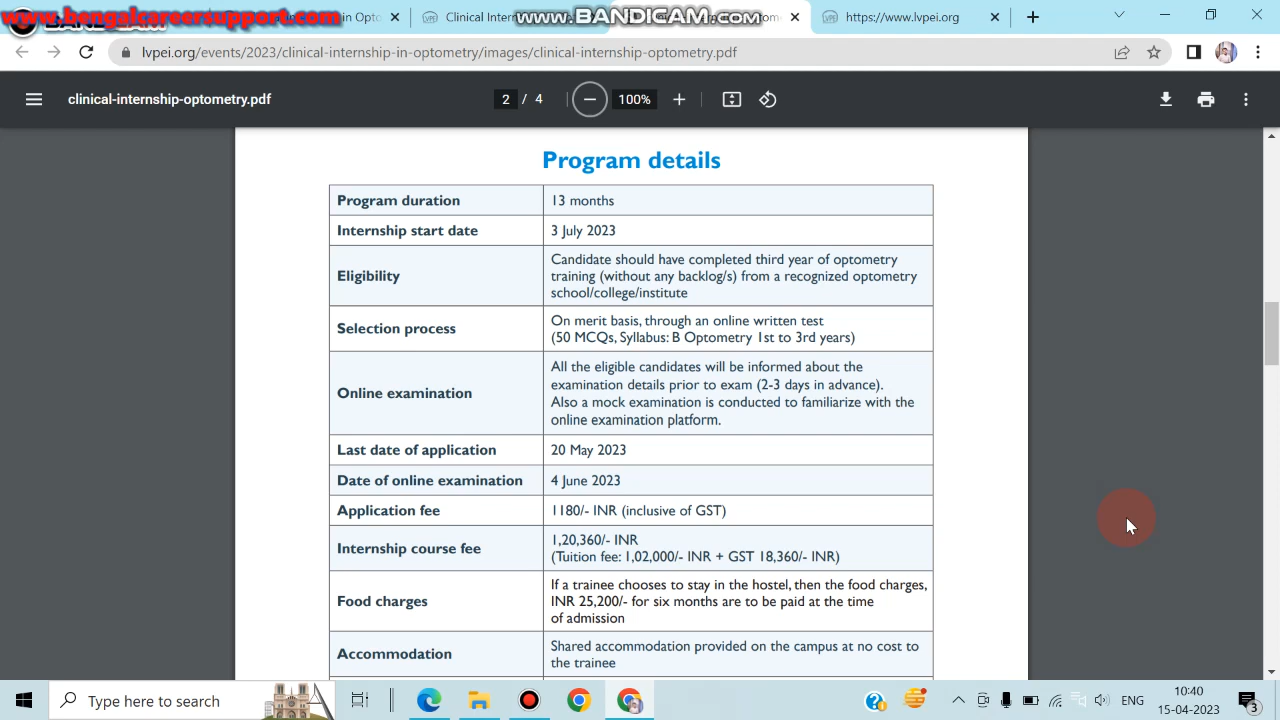 www.bengalcareersupport.com
in Opto
Clinical
www.BANDICAM.com
https://www.lvpei.org
BANDICAM
lvpei.org/events/2023/clinical-internship-in-optometry/images/clinical-internship-optometry.pdf
clinical-internship-optometry.pdf
2 / 4
100%
Program details
Program duration
13 months
Internship start date
3 July 2023
Eligibility
Candidate should have completed third year of optometry
training (without any backlog/s) from a recognized optometry
school/college/institute
Selection process
On merit basis, through an online written test
(50 MCQs, Syllabus: B Optometry 1st to 3rd years)
Online examination
All the eligible candidates will be informed about the
examination details prior to exam (2-3 days in advance).
Also a mock examination is conducted to familiarize with the
online examination platform.
Last date of application
20 May 2023
Date of online examination
4 June 2023
Application fee
1180/- INR (inclusive of GST)
Internship course fee
1,20,360/- INR
(Tuition fee: 1,02,000/- INR + GST 18,360/- INR)
Food charges
If a trainee chooses to stay in the hostel, then the food charges,
INR 25,200/- for six months are to be paid at the time
of admission
Accommodation
Shared accommodation provided on the campus at no cost to
the trainee
Type here to search
ENG
10:40
15-04-2023
3